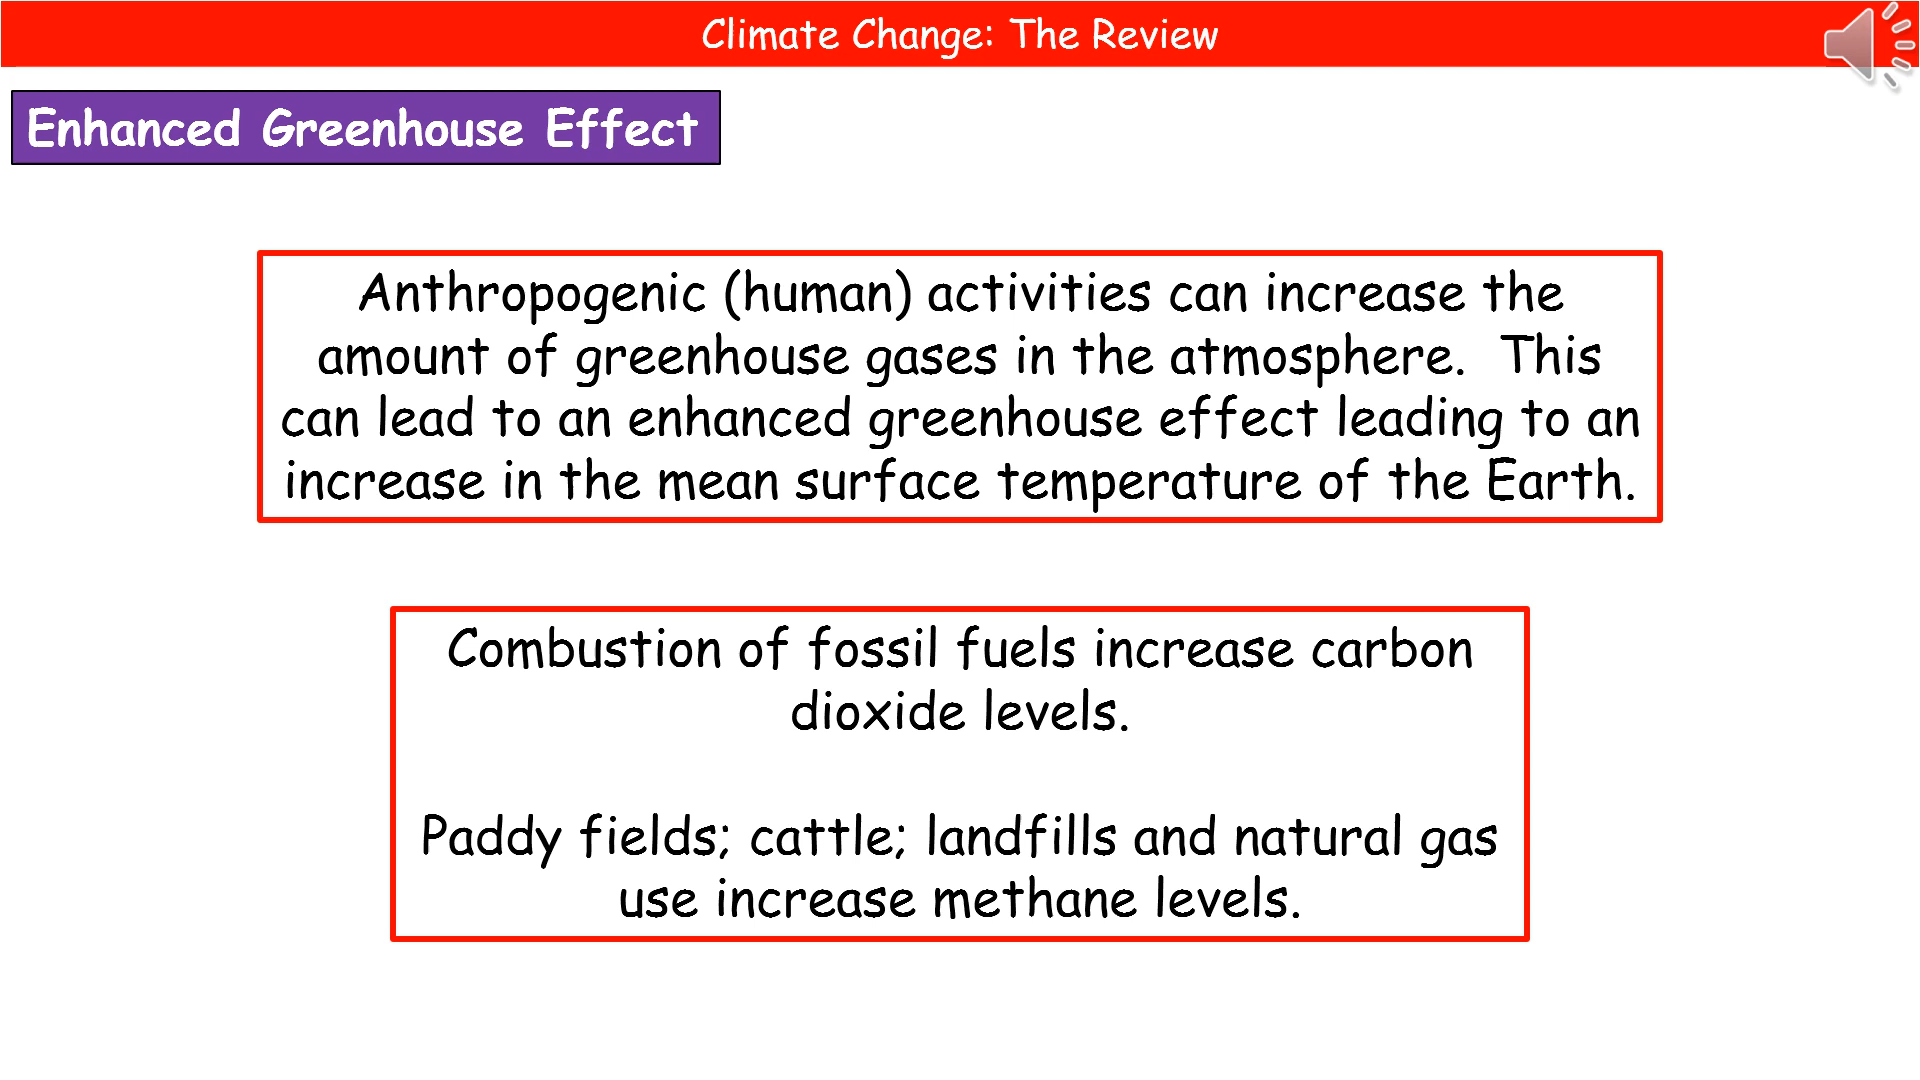 Climate Change: The Review
Enhanced Greenhouse Effect
Anthropogenic (human) activities can increase the
amount of greenhouse gases in the atmosphere.  This
can lead to an enhanced greenhouse effect leading to an
increase in the mean surface temperature of the Earth.
Combustion of fossil fuels increase carbon
dioxide levels.
Paddy fields; cattle; landfills and natural gas
use increase methane levels.